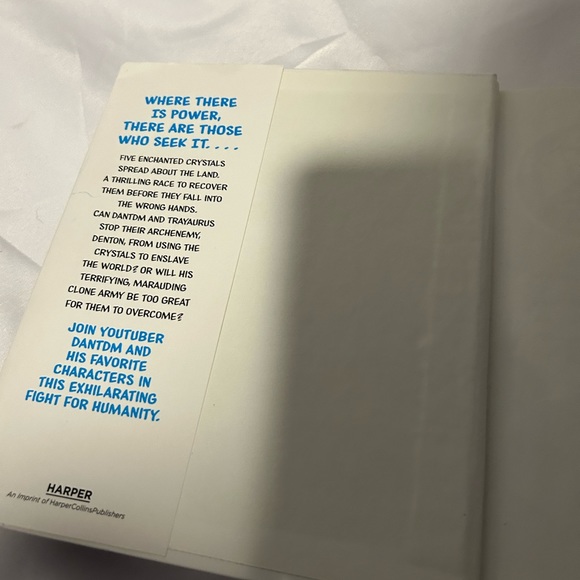 WHERE THERE
IS POWER,
THERE ARE THOSE
WHO SEEK IT. . . .
FIVE ENCHANTED CRYSTALS
SPREAD ABOUT THE LAND.
A THRILLING RACE TO RECOVER
THEM BEFORE THEY FALL INTO
THE WRONG HANDS.
CAN DANTDM AND TRAYAURUS
STOP THEIR ARCHENEMY,
DENTON, FROM USING THE
CRYSTALS TO ENSLAVE
THE WORLD? OR WILL HIS
TERRIFYING, MARAUDING
CLONE ARMY BE TOO GREAT
FOR THEM TO OVERCOME?
JOIN YOUTUBER
DANTDM AND
HIS FAVORITE
CHARACTERS IN
THIS EXHILARATING
FIGHT FOR HUMANITY.
HARPER
An Imprint of HarperCollinsPublishers